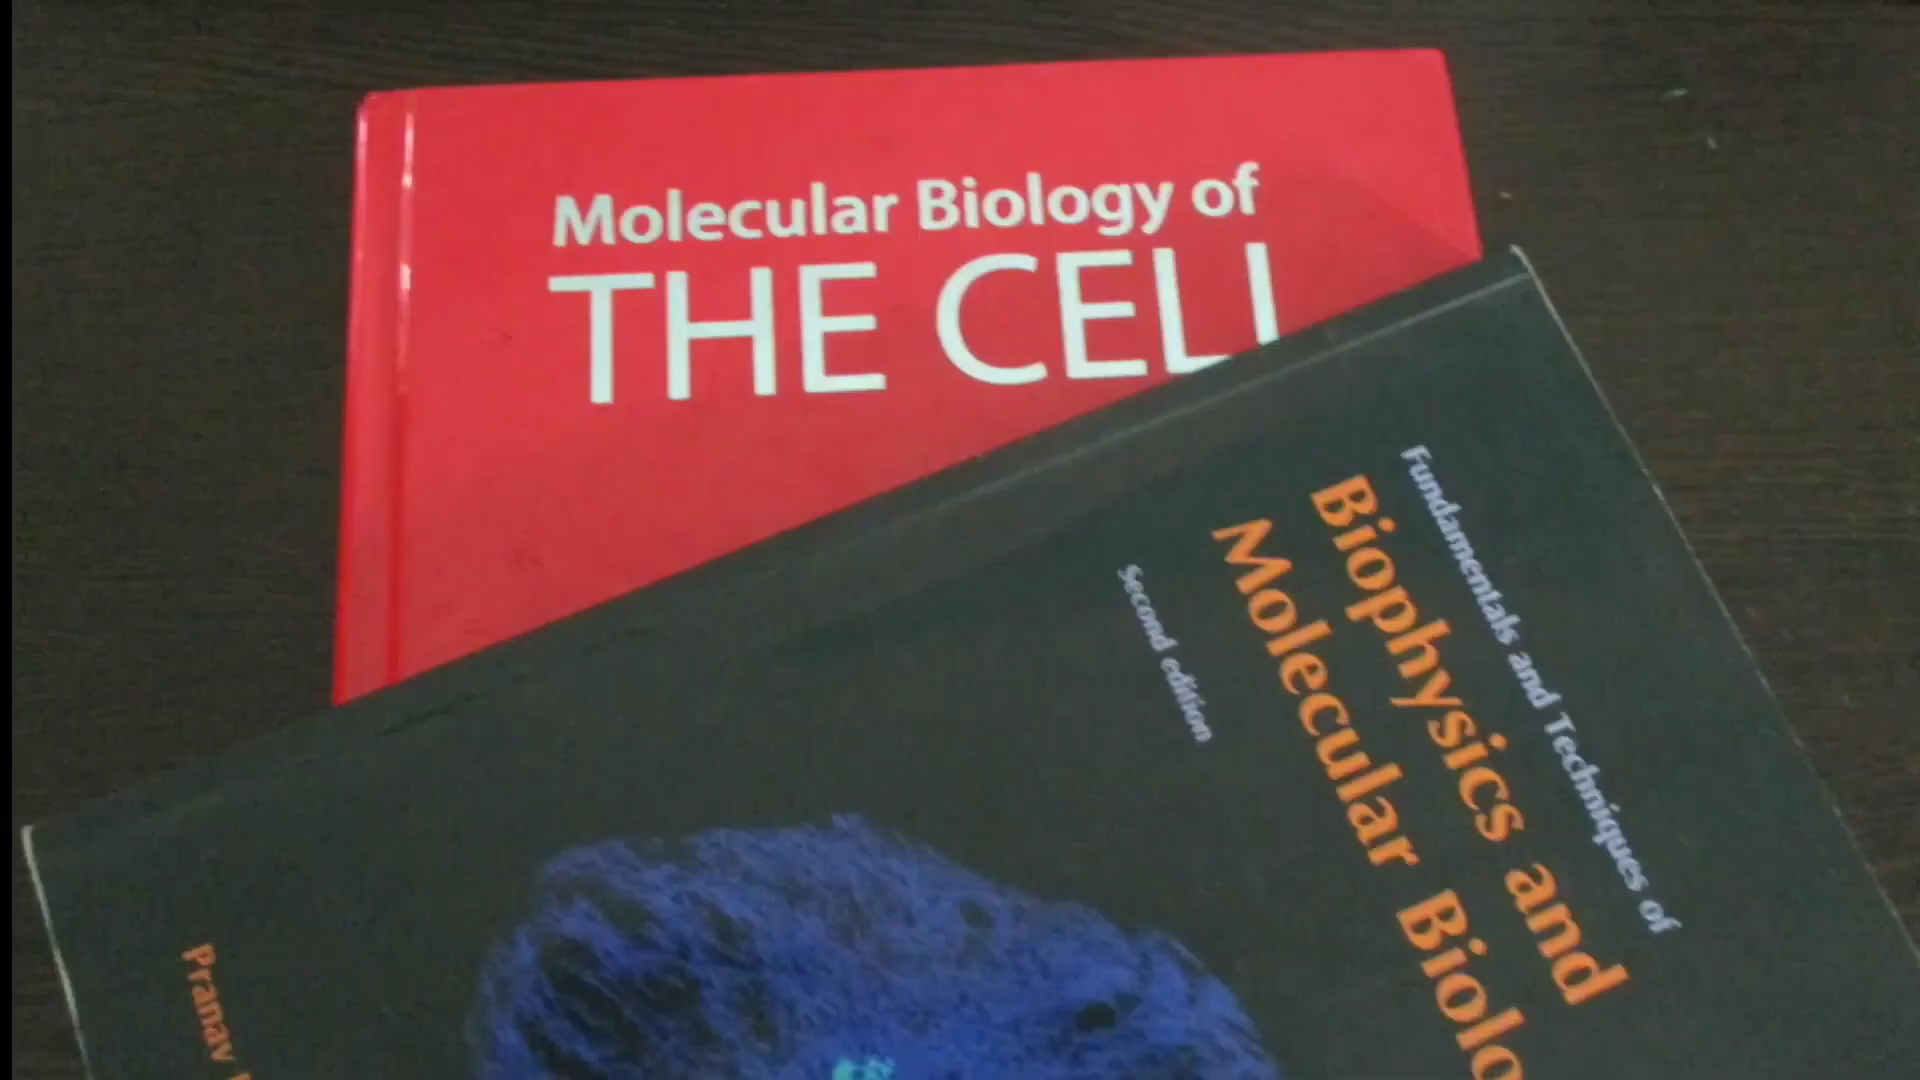 Molecular Biology of
THE CELL
Fundamentals and Techniques of
Biophysics and
Molecular Biolo
Second edition
Pranav